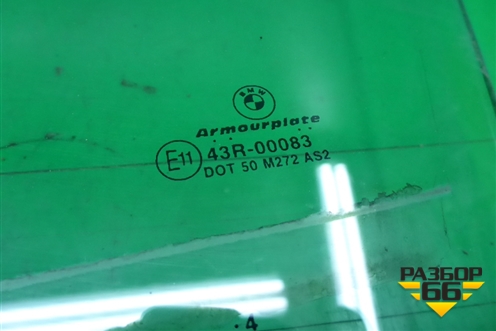 BMW
Armourplate
E11 43R-00083
DOT 50 M272 AS2
.4
РАЗБОР
66